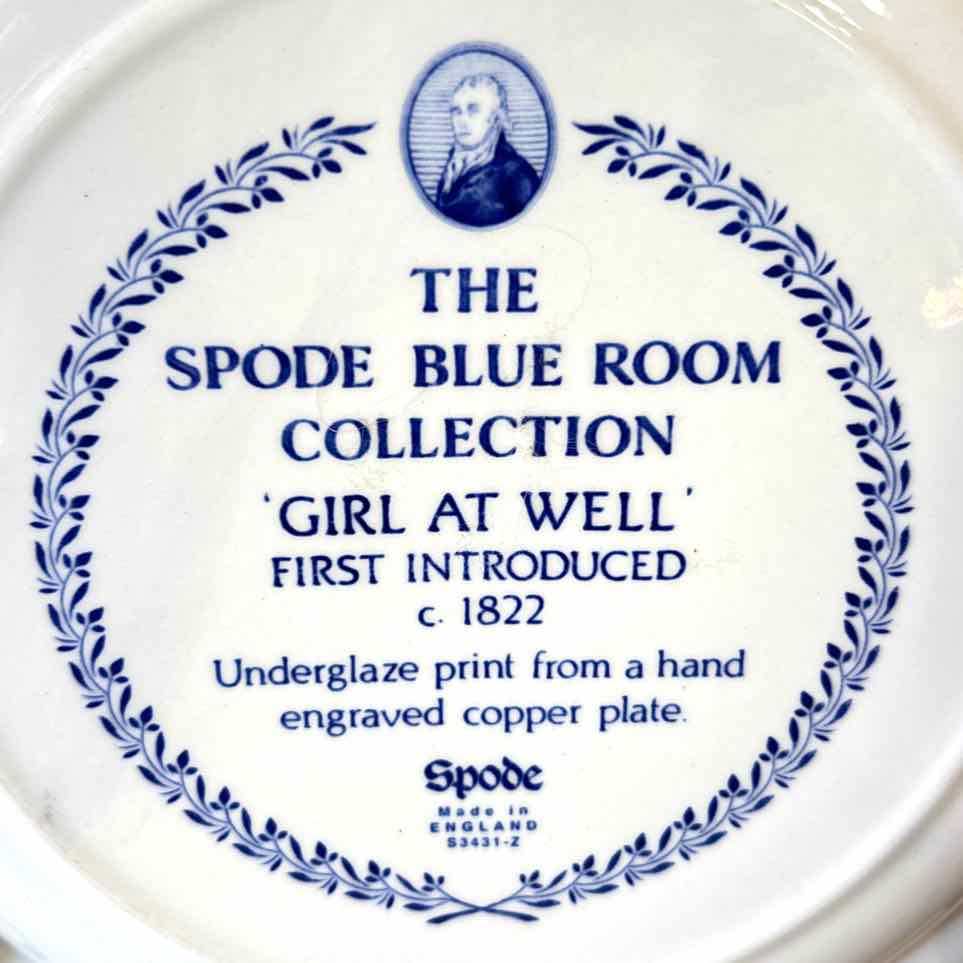 THE
SPODE BLUE ROOM
COLLECTION
'GIRL AT WELL'
FIRST INTRODUCED
c. 1822
Underglaze print from a hand
engraved copper plate.
Spode
Made in
ENGLAND
S3431-Z